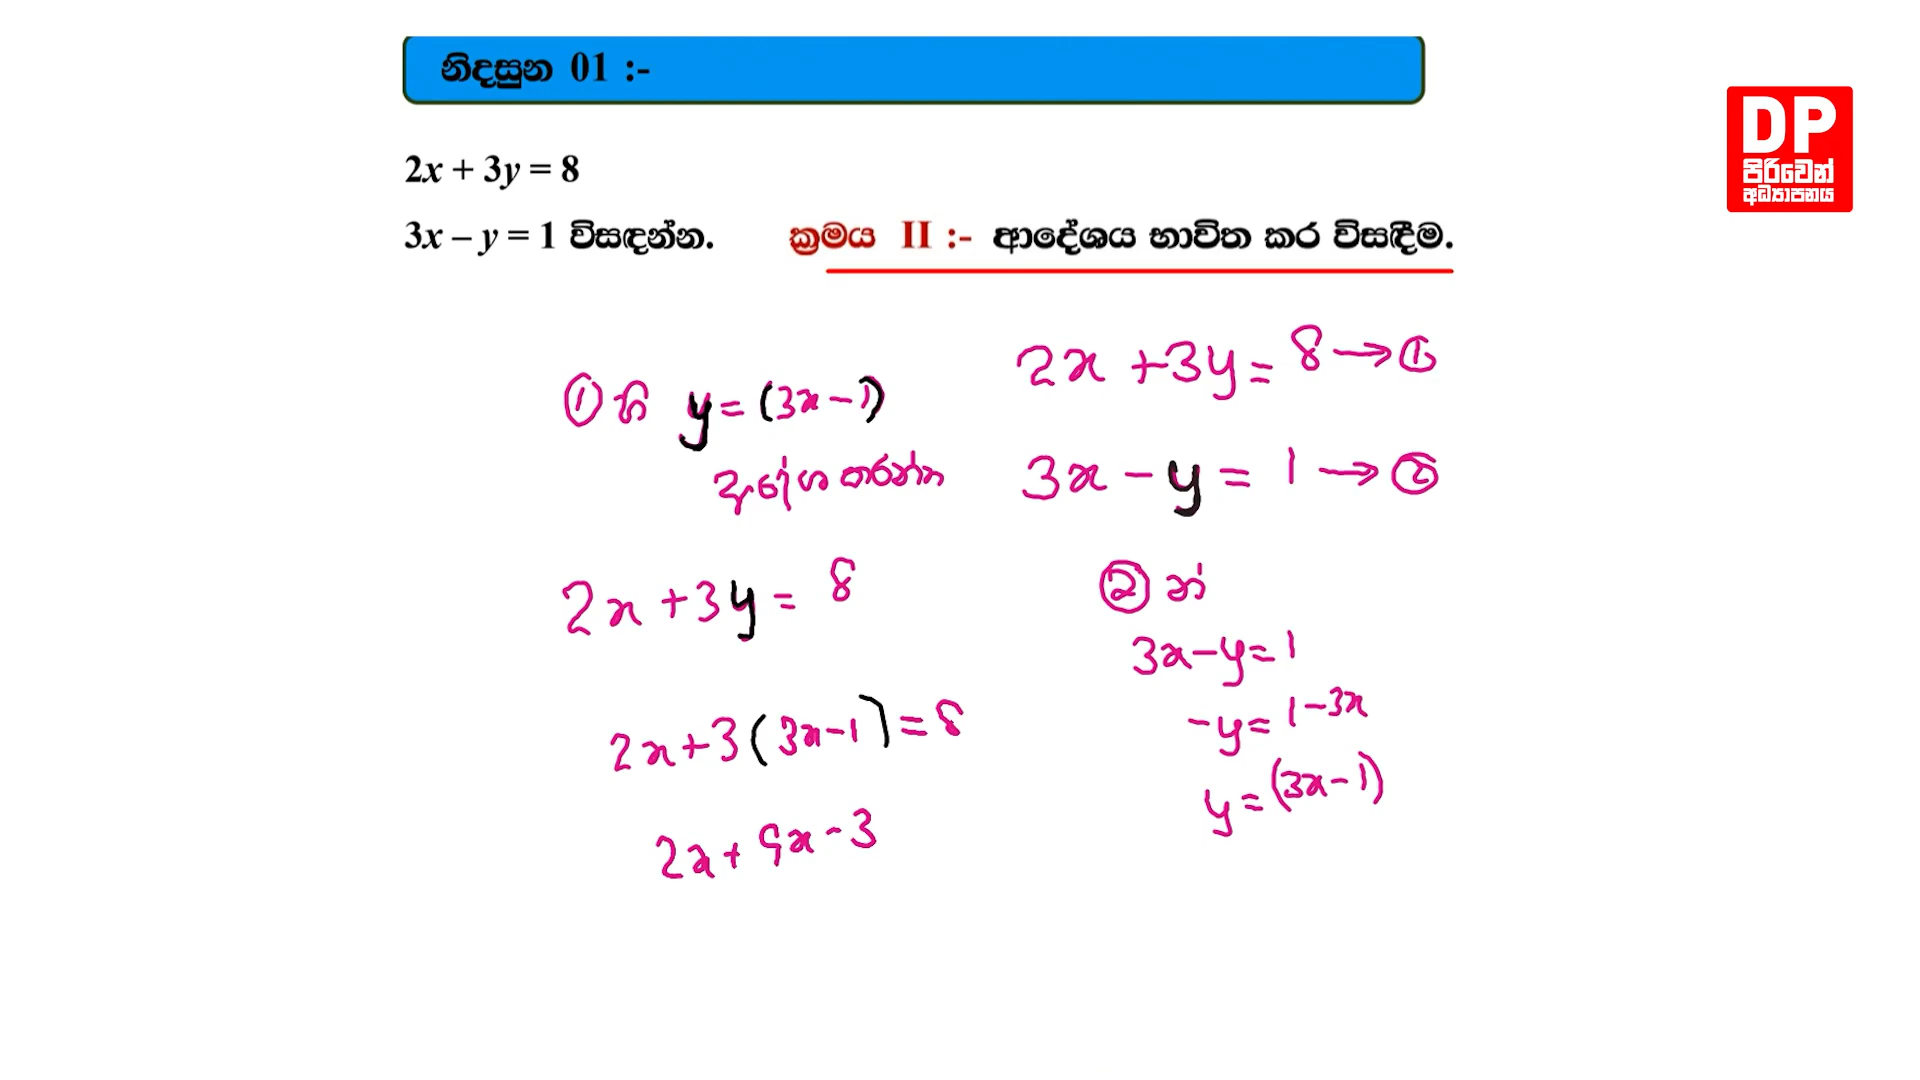 නිදසුන 01 :-
DP
පිරිවෙන්
අධ්‍යාපනය
2x + 3y = 8
3x – y = 1 විසඳන්න. ක්‍රමය II :- ආදේශය භාවිත කර විසඳීම.
2x + 3y = 8 → ①
3x - y = 1 → ②
① හි y = (3x - 1)
ආදේශ කරන්න
2x + 3y = 8
2x + 3(3x - 1) = 8
2x + 9x - 3
② න්
3x - y = 1
-y = 1 - 3x
y = (3x - 1)